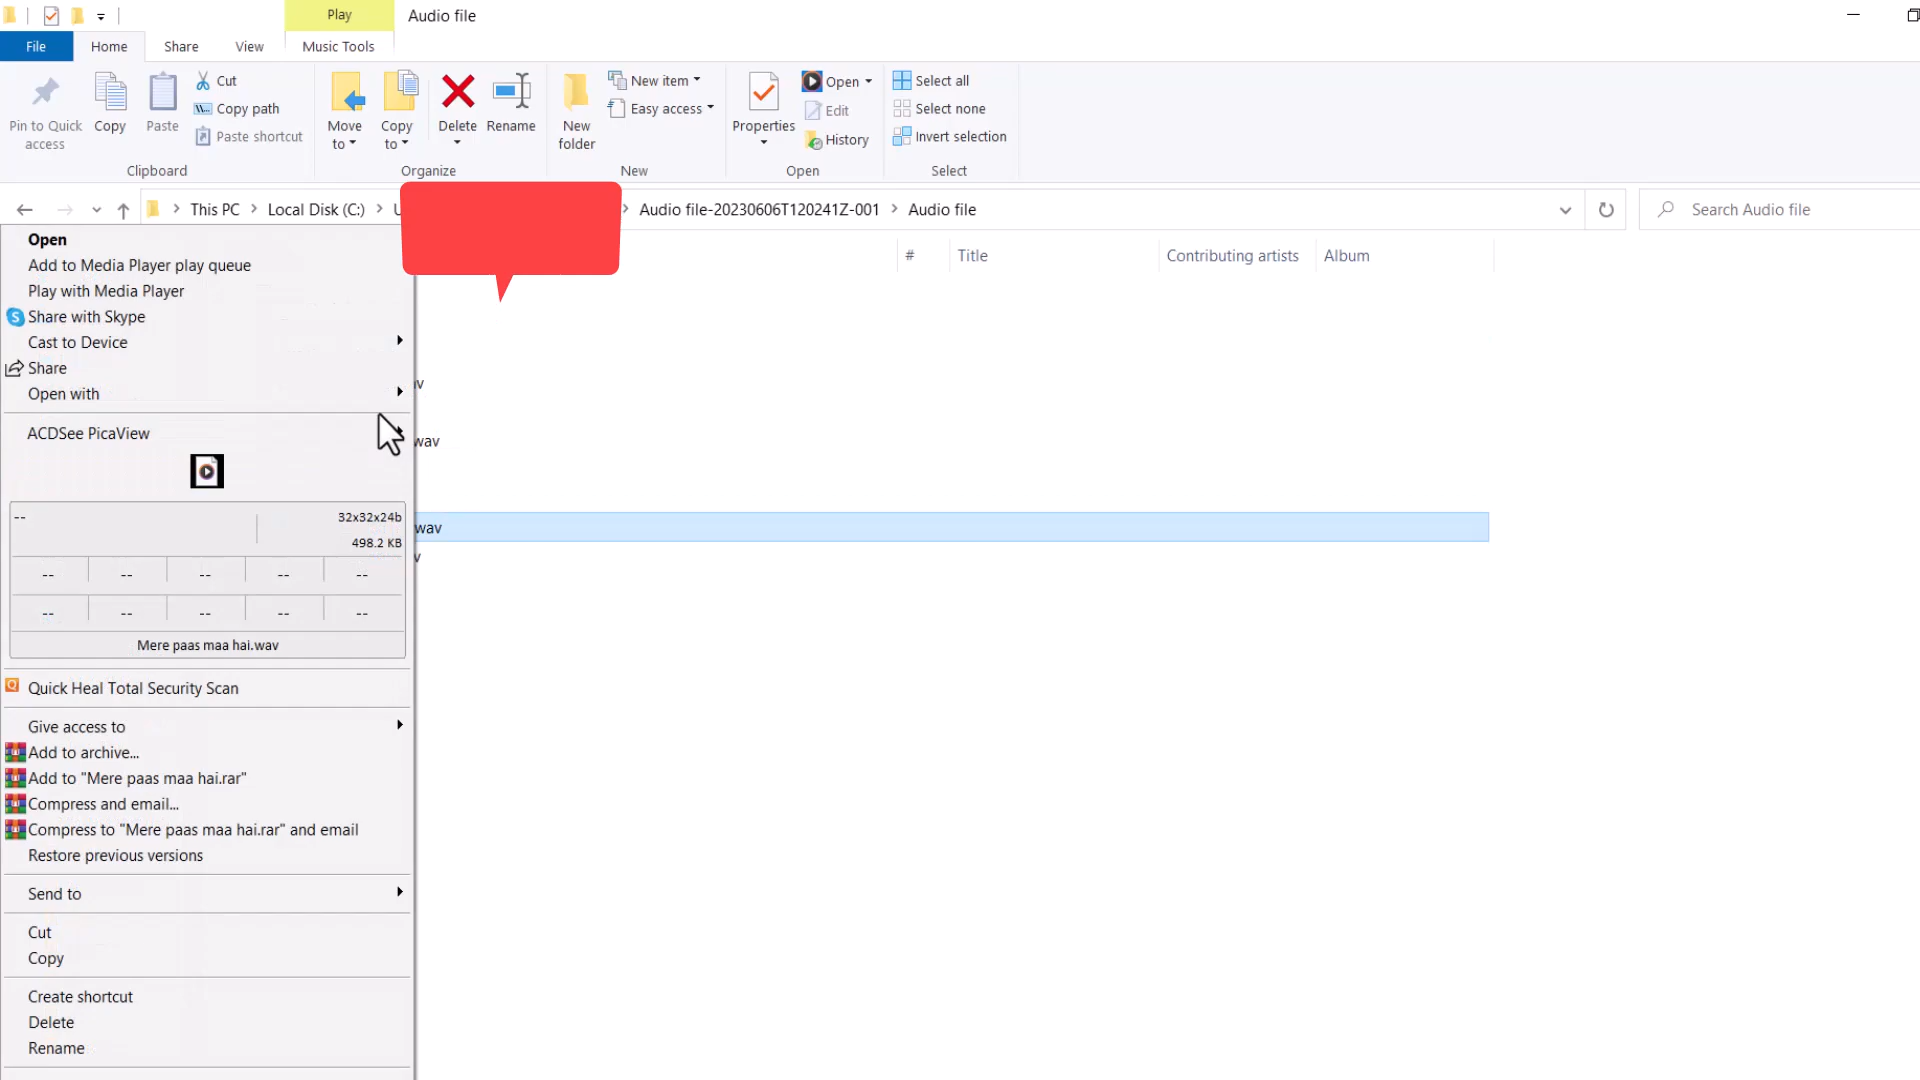 Play
Audio file
File
Home
Share
View
Music Tools
Pin to Quick access
Copy
Paste
Cut
Copy path
Paste shortcut
Clipboard
Move to
Copy to
Delete
Rename
Organize
New folder
New item
Easy access
New
Properties
Open
Edit
History
Open
Select all
Select none
Invert selection
Select
This PC
Local Disk (C:)
Audio file-20230606T120241Z-001
Audio file
Search Audio file
#
Title
Contributing artists
Album
Open
Add to Media Player play queue
Play with Media Player
Share with Skype
Cast to Device
Share
Open with
ACDSee PicaView
wav
wav
--
32x32x24b
498.2 KB
-- -- -- -- --
-- -- -- -- --
Mere paas maa hai.wav
Quick Heal Total Security Scan
Give access to
Add to archive...
Add to "Mere paas maa hai.rar"
Compress and email...
Compress to "Mere paas maa hai.rar" and email
Restore previous versions
Send to
Cut
Copy
Create shortcut
Delete
Rename